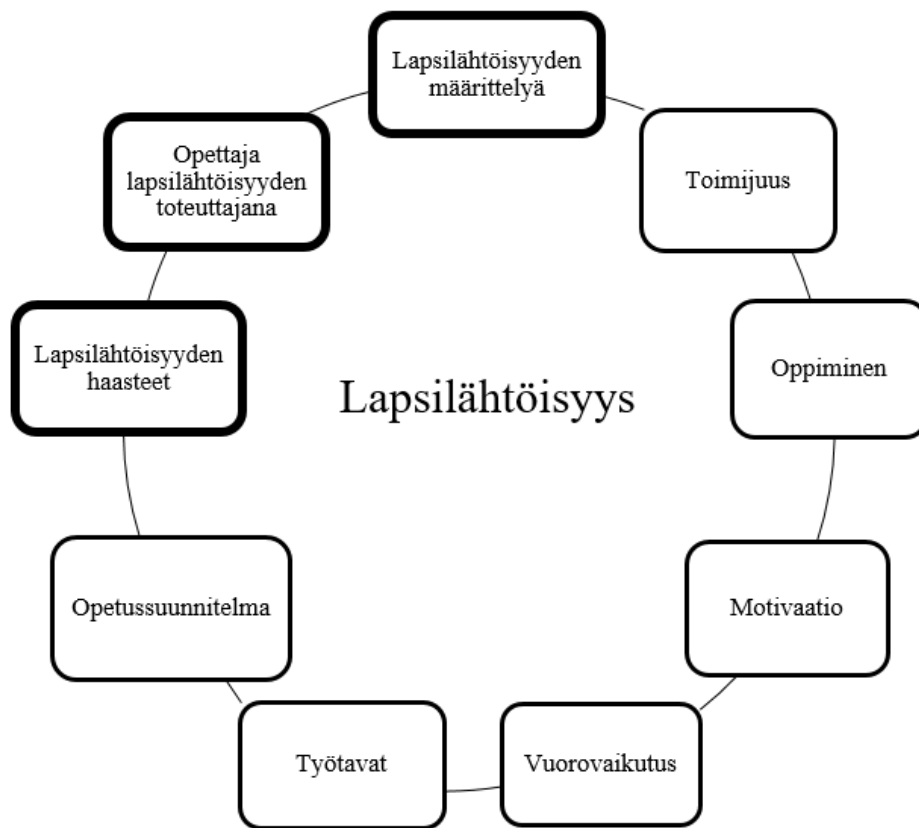 Lapsilähtöisyyden
määrittelyä
Toimijuus
Oppiminen
Motivaatio
Vuorovaikutus
Työtavat
Opetussuunnitelma
Lapsilähtöisyyden
haasteet
Opettaja
lapsilähtöisyyden
toteuttajana
Lapsilähtöisyys